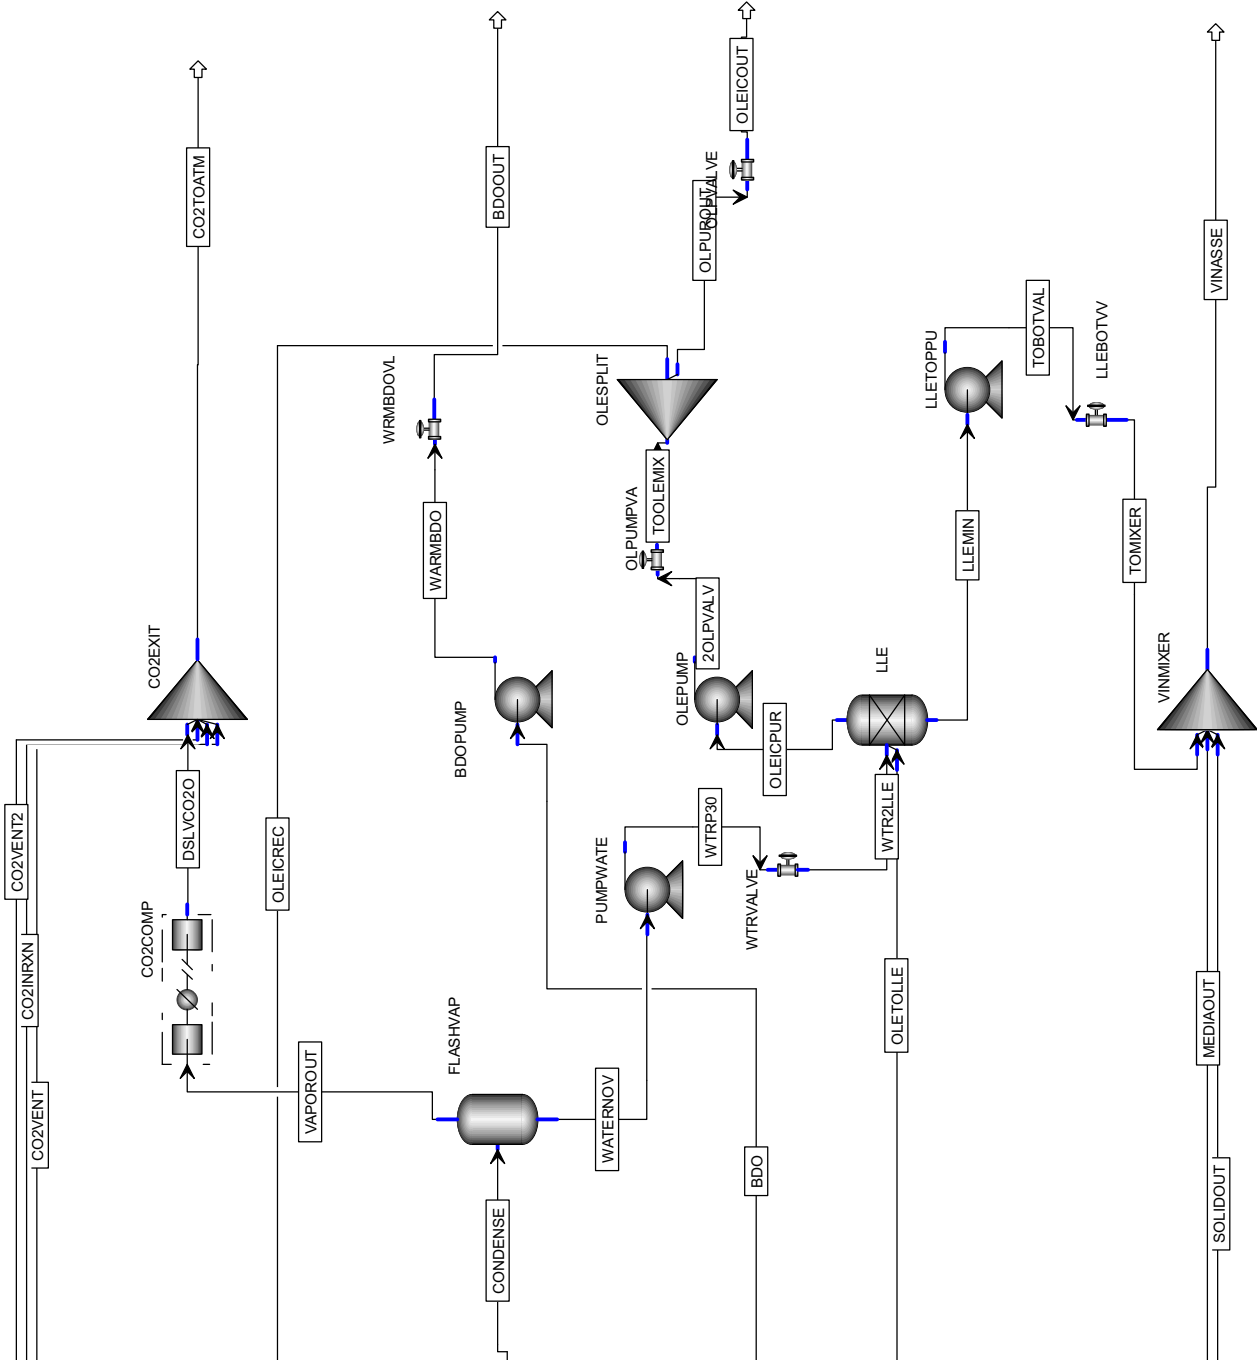 OLEICOUT
CO2TOATM
BDOOUT
OLPVALVE
OLPUROUT
VINASSE
TOBOTVAL
LLEBOTVV
LLETOPPU
WRMBDOVL
OLESPLIT
TOOLEMIX
OLPUMPVA
WARMBDO
LLEMIN
TOMIXER
2OLPVALV
CO2EXIT
OLEPUMP
LLE
VINMIXER
BDOPUMP
OLEICPUR
DSLVCO2O
CO2VENT2
OLEICREC
WTRP30
WTR2LLE
PUMPWATE
WTRVALVE
CO2COMP
CO2INRXN
OLETOLLE
MEDIAOUT
FLASHVAP
VAPOROUT
CO2VENT
WATERNOV
BDO
SOLIDOUT
CONDENSE